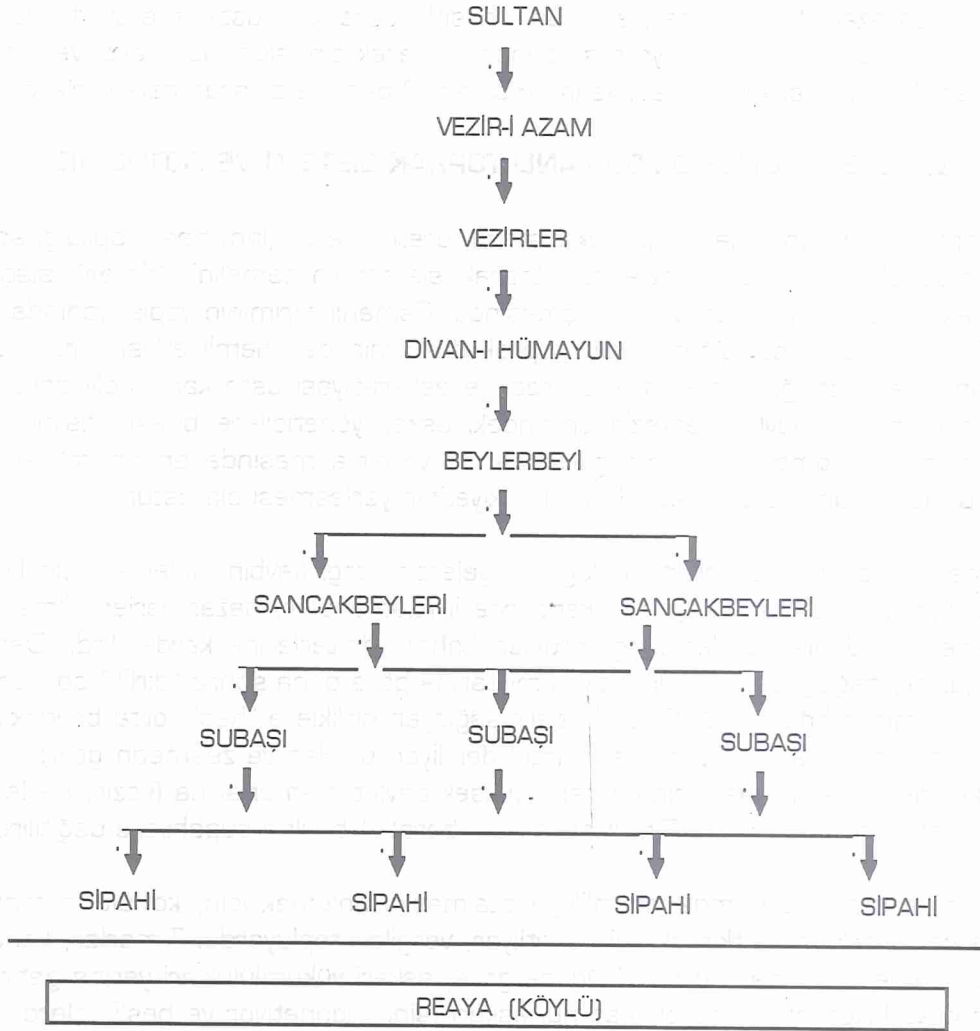 SULTAN
VEZİR-İ AZAM
VEZİRLER
DİVAN-I HÜMAYUN
BEYLERBEYİ
SANCAKBEYLERİ SANCAKBEYLERİ
SUBAŞI SUBAŞI SUBAŞI
SİPAHİ SİPAHİ SİPAHİ SİPAHİ
REAYA (KÖYLÜ)